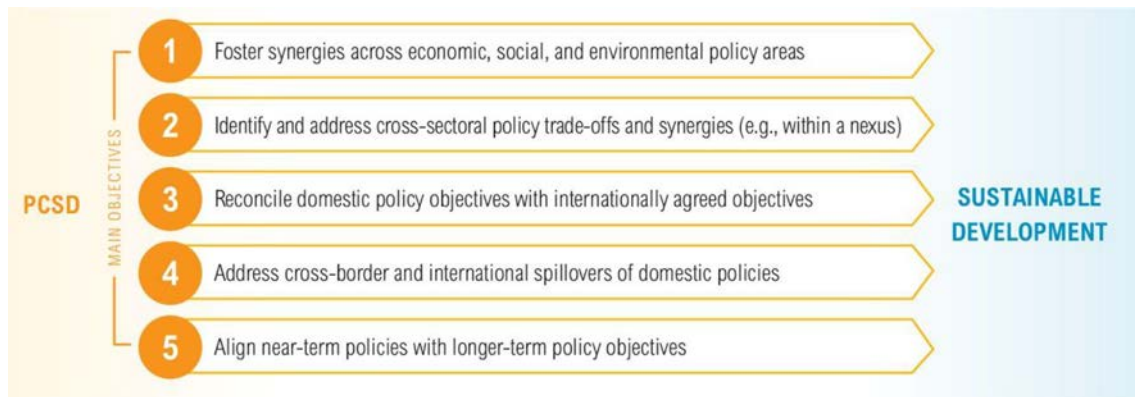 PCSD
MAIN OBJECTIVES
1 Foster synergies across economic, social, and environmental policy areas
2 Identify and address cross-sectoral policy trade-offs and synergies (e.g., within a nexus)
3 Reconcile domestic policy objectives with internationally agreed objectives
4 Address cross-border and international spillovers of domestic policies
5 Align near-term policies with longer-term policy objectives
SUSTAINABLE
DEVELOPMENT